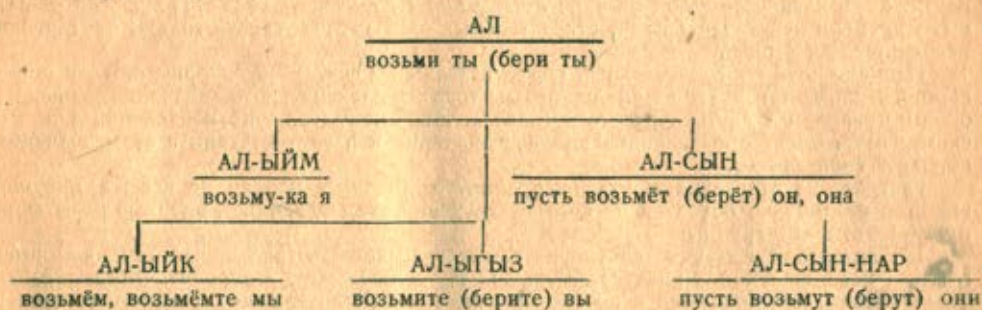 АЛ
возьми ты (бери ты)
АЛ-ЫЙМ АЛ-СЫН
возьму-ка я пусть возьмёт (берёт) он, она
АЛ-ЫЙК АЛ-ЫГЫЗ АЛ-СЫН-НАР
возьмём, возьмёмте мы возьмите (берите) вы пусть возьмут (берут) они